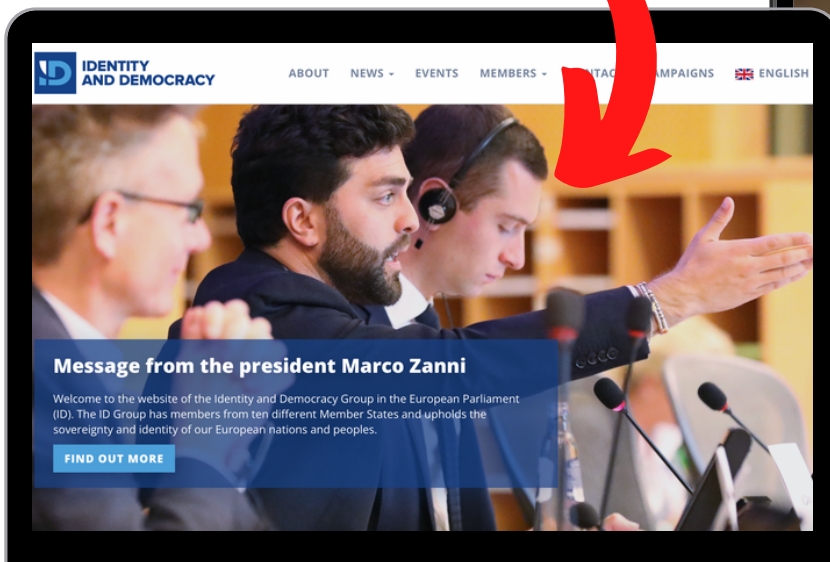 IDENTITY
AND DEMOCRACY
ABOUT NEWS EVENTS MEMBERS AMPAIGNS ENGLISH
Message from the president Marco Zanni
Welcome to the website of the Identity and Democracy Group in the European Parliament
(ID). The ID Group has members from ten different Member States and upholds the
sovereignty and identity of our European nations and peoples.
FIND OUT MORE